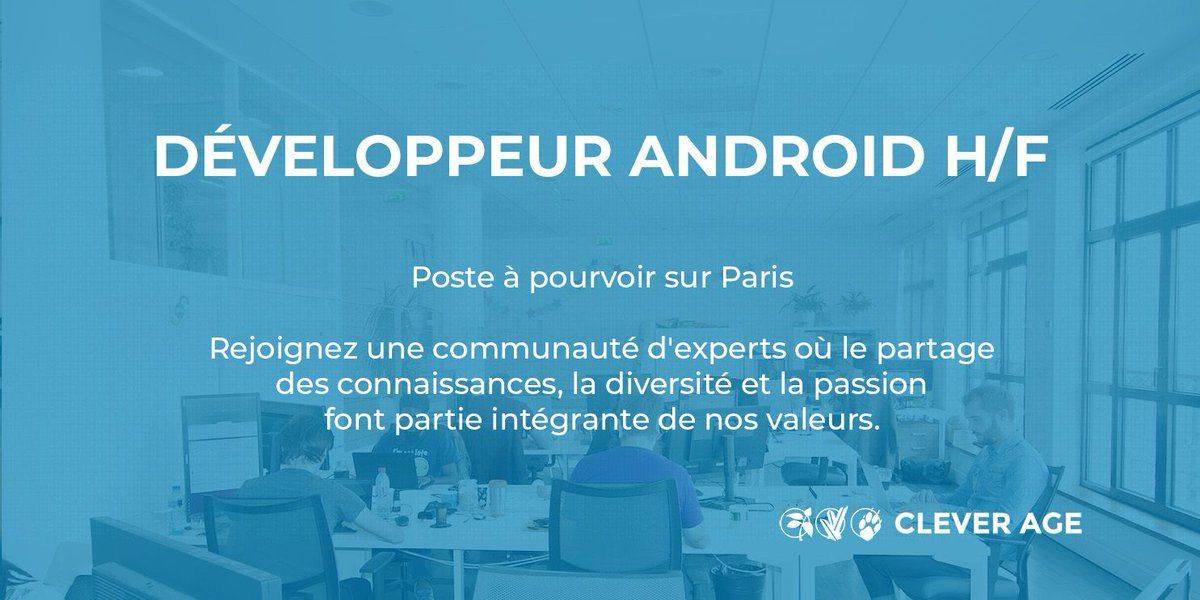 DÉVELOPPEUR ANDROID H/F
Poste à pourvoir sur Paris
Rejoignez une communauté d'experts où le partage
des connaissances, la diversité et la passion
font partie intégrante de nos valeurs.
CLEVER AGE